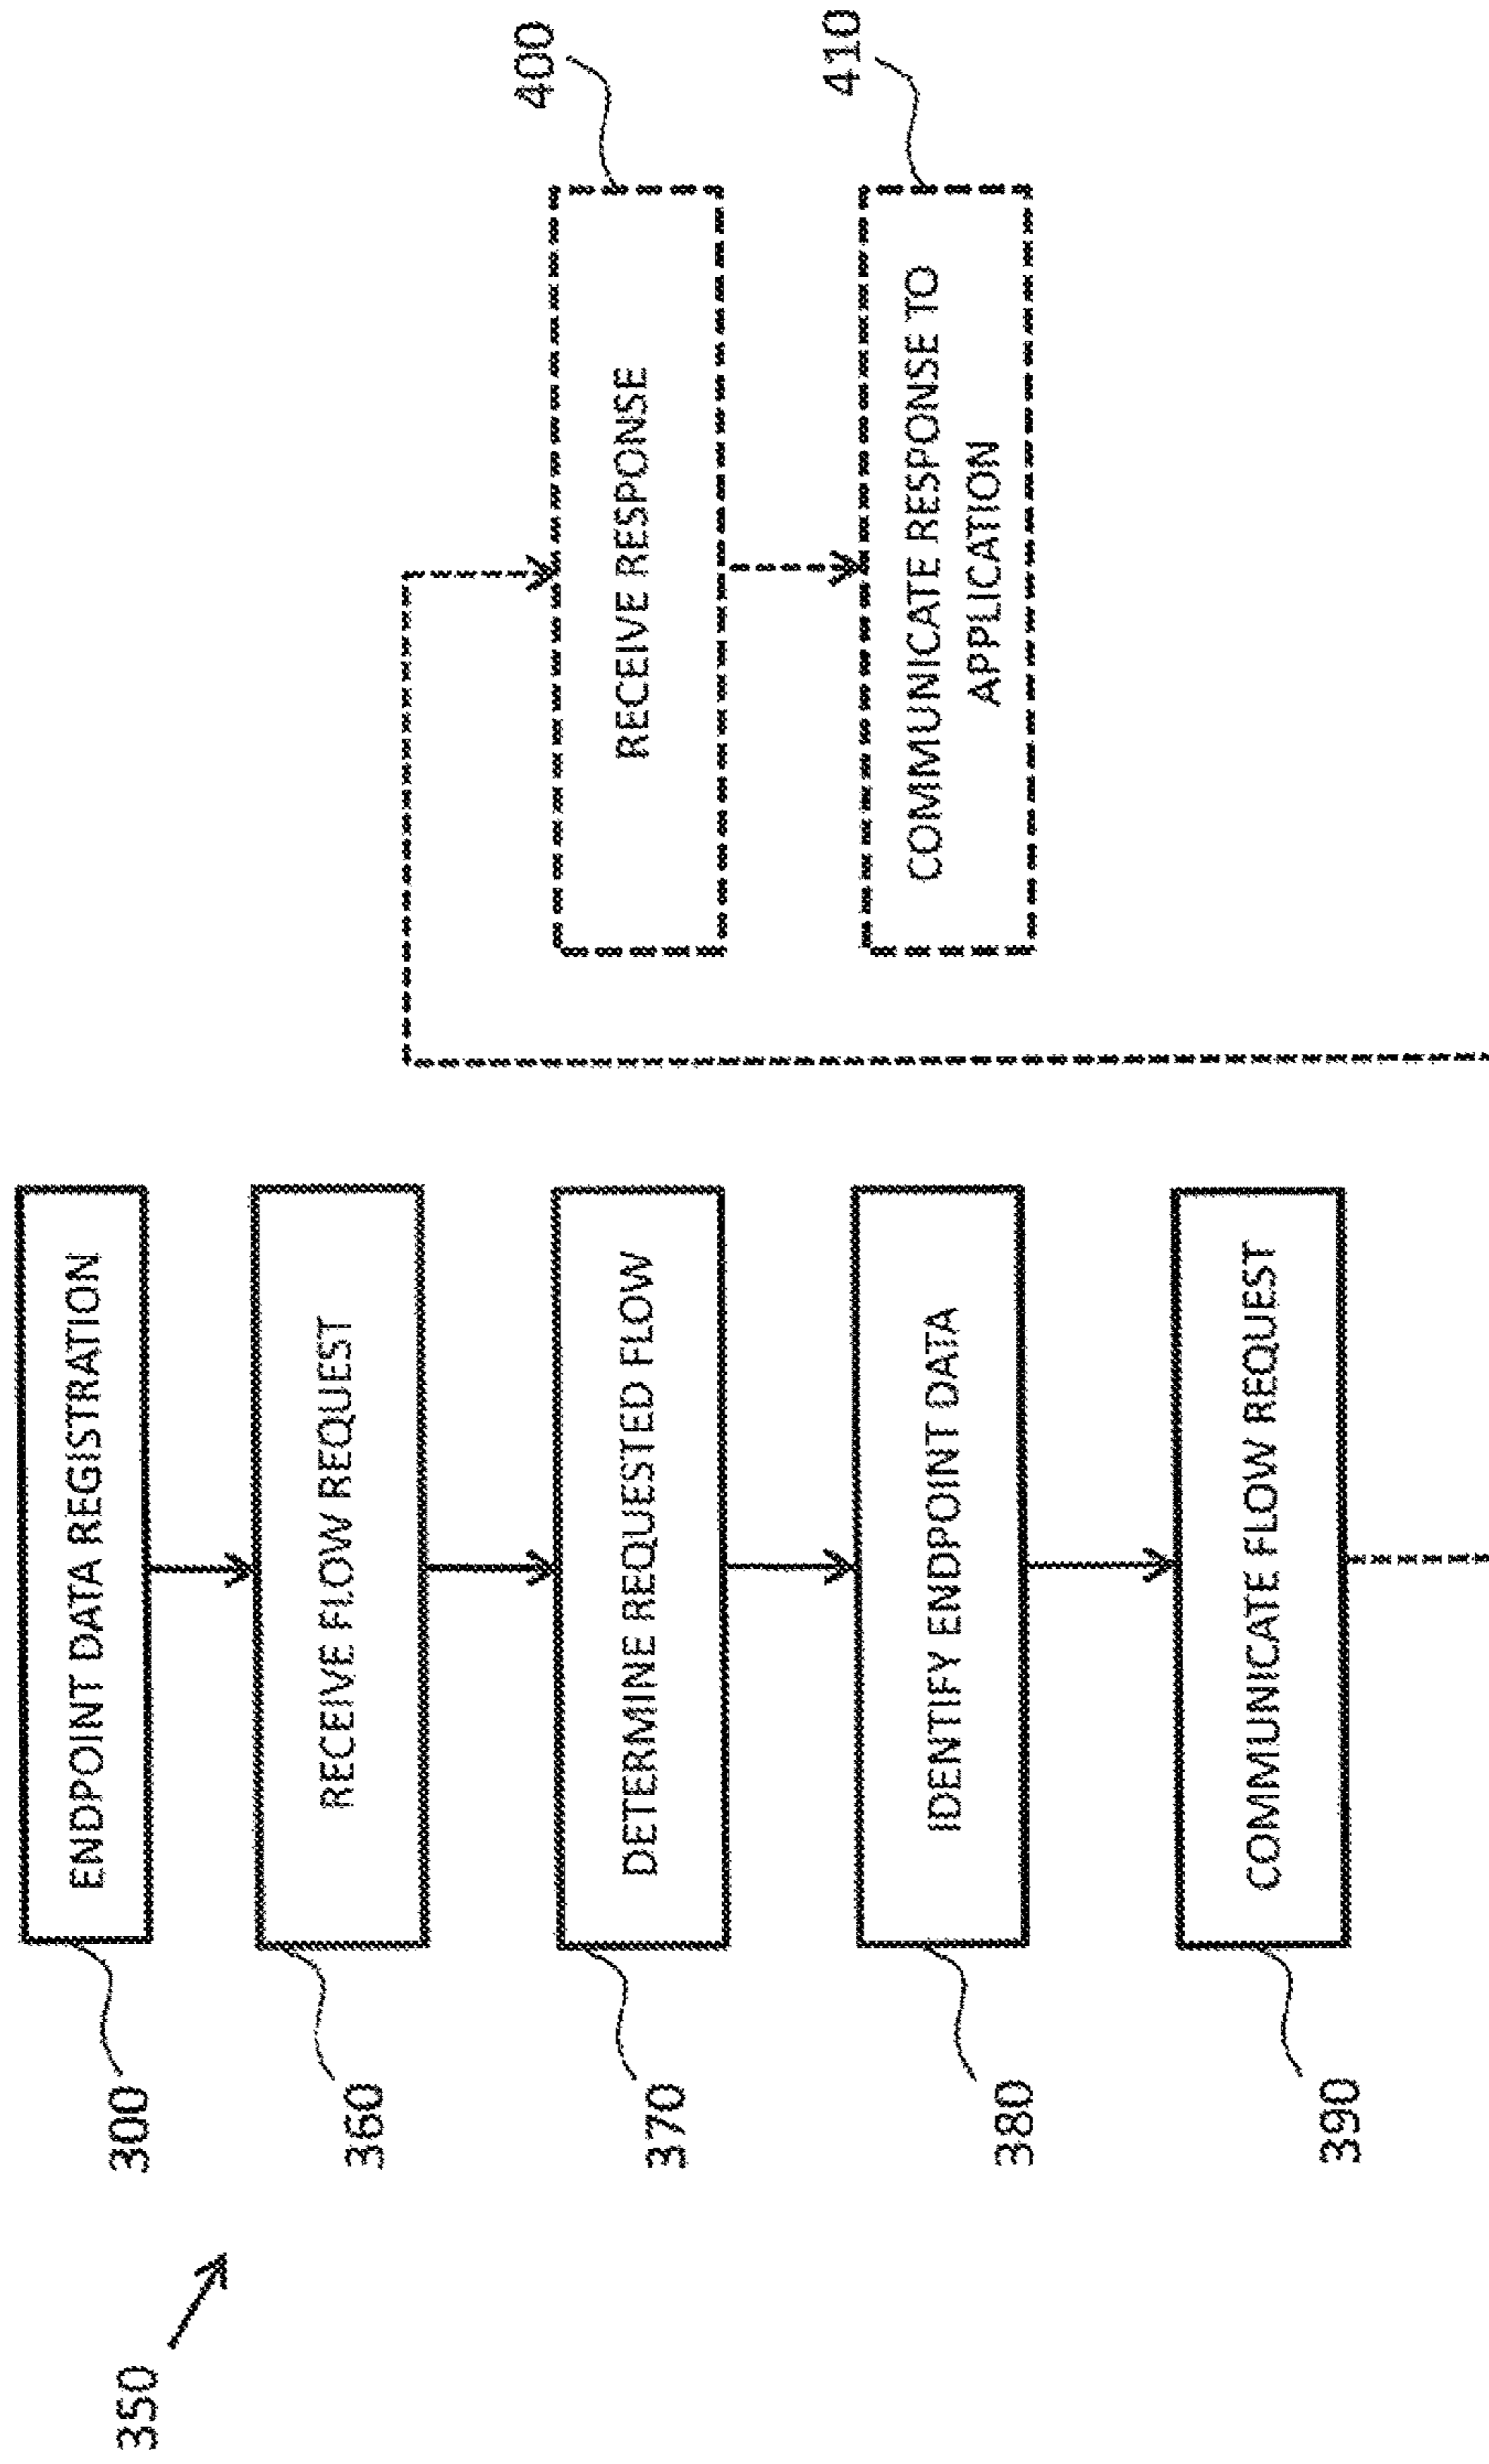 350
300
ENDPOINT DATA REGISTRATION
360
RECEIVE FLOW REQUEST
370
DETERMINE REQUESTED FLOW
380
IDENTIFY ENDPOINT DATA
390
COMMUNICATE FLOW REQUEST
RECEIVE RESPONSE
400
COMMUNICATE RESPONSE TO
APPLICATION
410